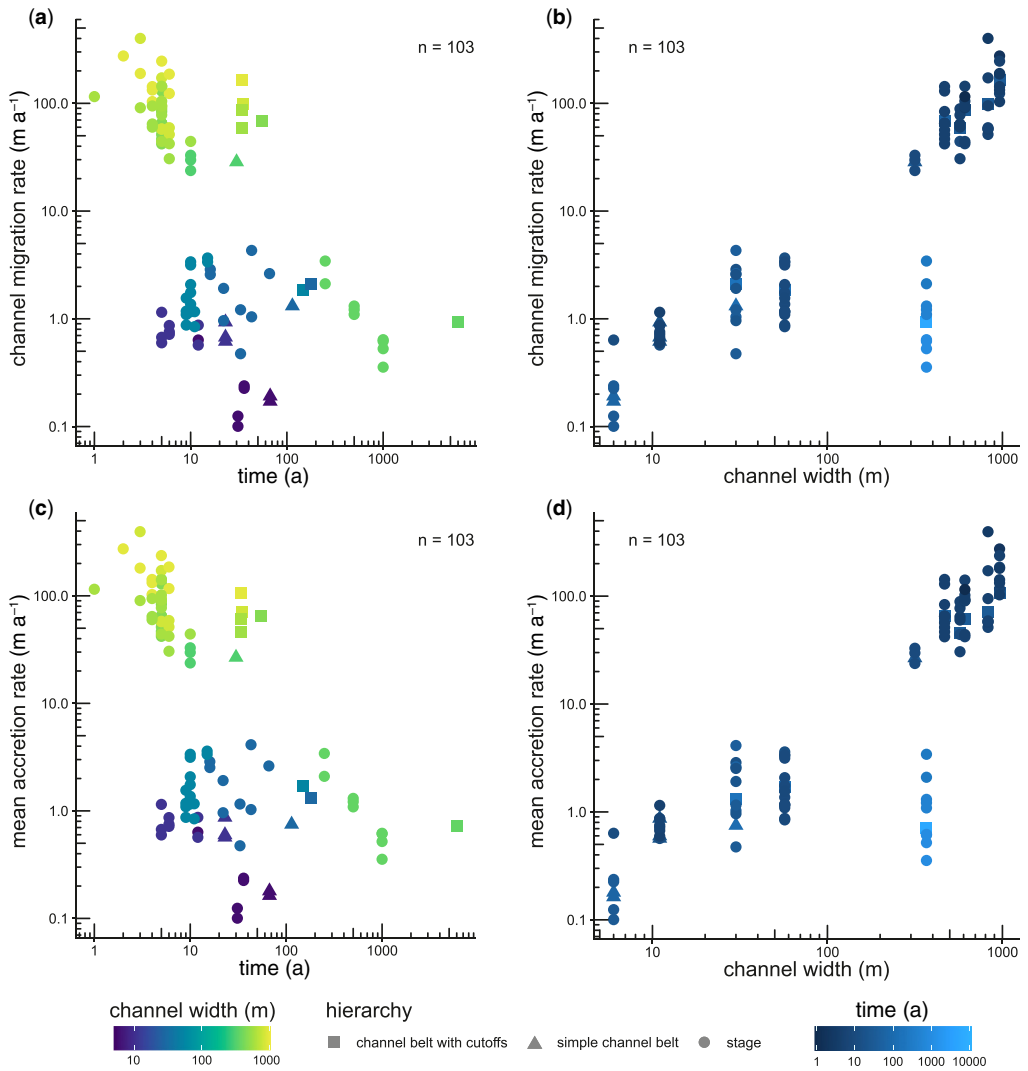 (a)
n = 103
channel migration rate (m a⁻¹)
100.0
10.0
1.0
0.1
1
10
100
1000
time (a)
(b)
n = 103
channel migration rate (m a⁻¹)
100.0
10.0
1.0
0.1
10
100
1000
channel width (m)
(c)
n = 103
mean accretion rate (m a⁻¹)
100.0
10.0
1.0
0.1
1
10
100
1000
time (a)
(d)
n = 103
mean accretion rate (m a⁻¹)
100.0
10.0
1.0
0.1
10
100
1000
channel width (m)
channel width (m)
10
100
1000
hierarchy
channel belt with cutoffs
simple channel belt
stage
time (a)
1
10
100
1000
10000